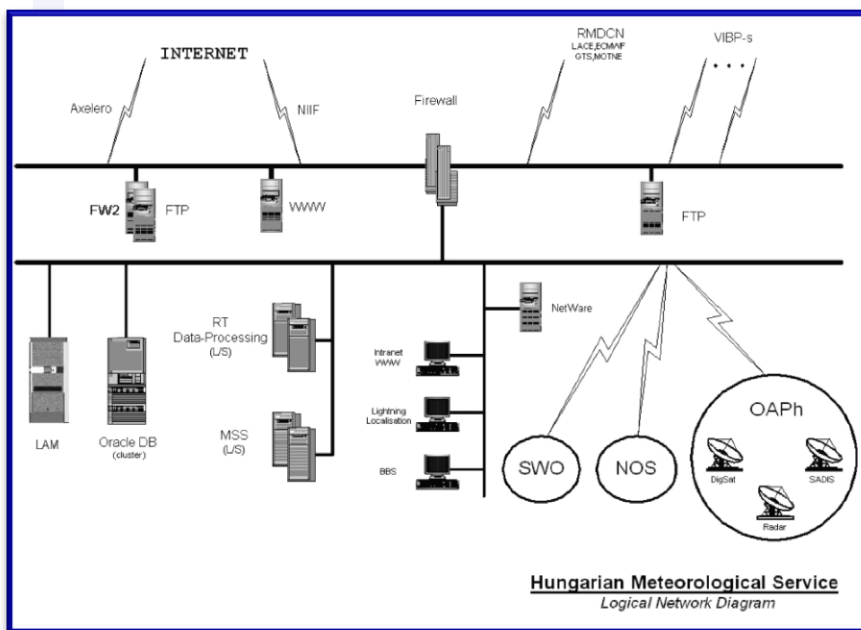 INTERNET
RMDCN
LACE,ECMWF
GTS,MOTNE
VIBP-s
. . . .
Axelero
NIIF
Firewall
FW2
FTP
WWW
FTP
NetWare
RT
Data-Processing
(L/S)
Intranet
WWW
Lightning
Localisation
BBS
LAM
Oracle DB
(cluster)
MSS
(L/S)
SWO
NOS
OAPh
DigSat
SADIS
Radar
Hungarian Meteorological Service
Logical Network Diagram